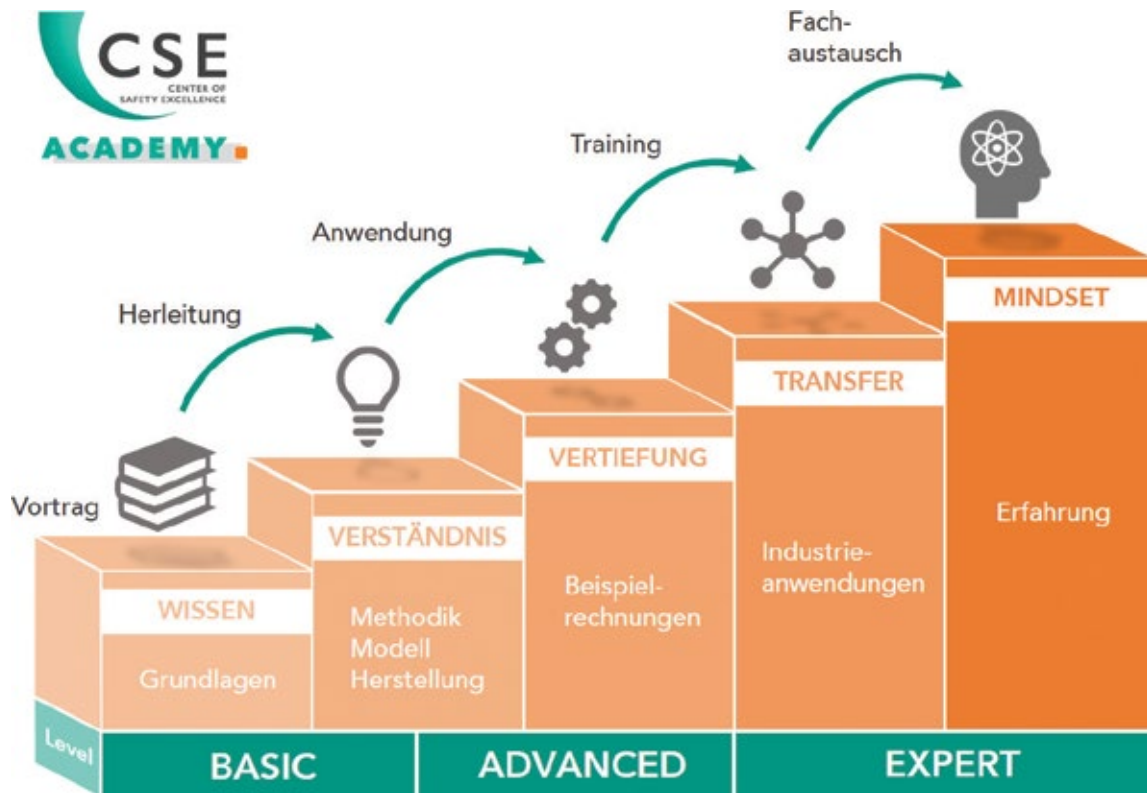 CSE
CENTER OF
SAFETY EXCELLENCE
ACADEMY
Fach-
austausch
Training
Anwendung
Herleitung
Vortrag
MINDSET
Erfahrung
TRANSFER
Industrie-
anwendungen
VERTIEFUNG
Beispiel-
rechnungen
VERSTÄNDNIS
Methodik
Modell
Herstellung
WISSEN
Grundlagen
Level
BASIC
ADVANCED
EXPERT